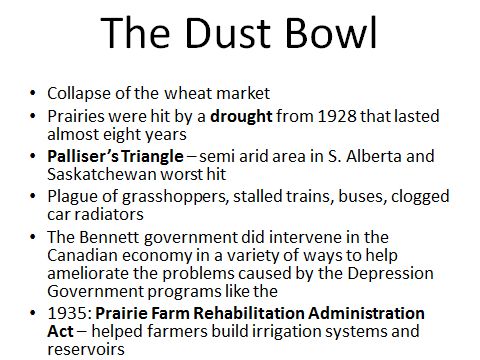 The Dust Bowl
• Collapse of the wheat market
• Prairies were hit by a drought from 1928 that lasted
almost eight years
• Palliser's Triangle – semi arid area in S. Alberta and
Saskatchewan worst hit
• Plague of grasshoppers, stalled trains, buses, clogged
car radiators
• The Bennett government did intervene in the
Canadian economy in a variety of ways to help
ameliorate the problems caused by the Depression
Government programs like the
• 1935: Prairie Farm Rehabilitation Administration
Act – helped farmers build irrigation systems and
reservoirs